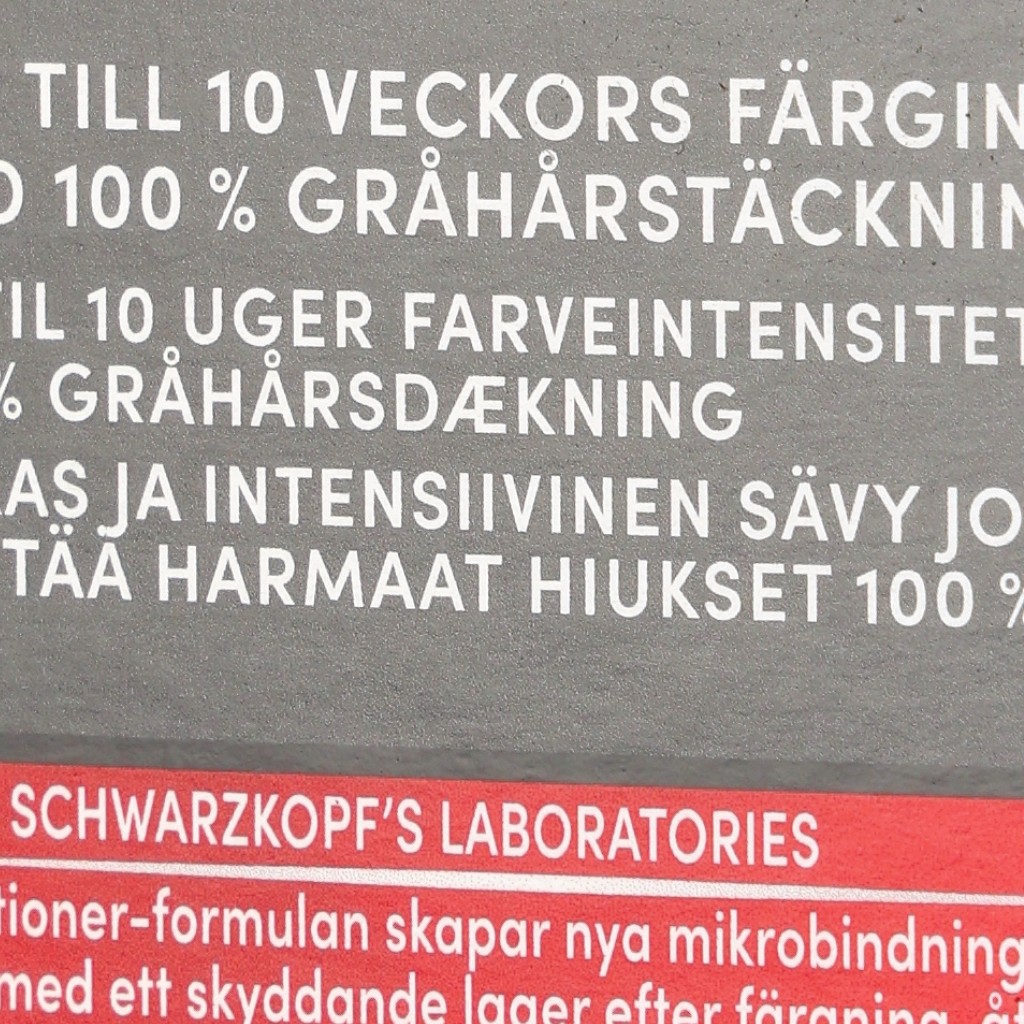 TILL 10 VECKORS FÄRGIN
100 % GRÅHÅRSTÄCKNIN
TIL 10 UGER FARVEINTENSITET
% GRÅHÅRSDÆKNING
AS JA INTENSIIVINEN SÄVY JO
TÄÄ HARMAAT HIUKSET 100 %
SCHWARZKOPF'S LABORATORIES
tioner-formulan skapar nya mikrobindning
med ett skyddande lager efter färgning, åt